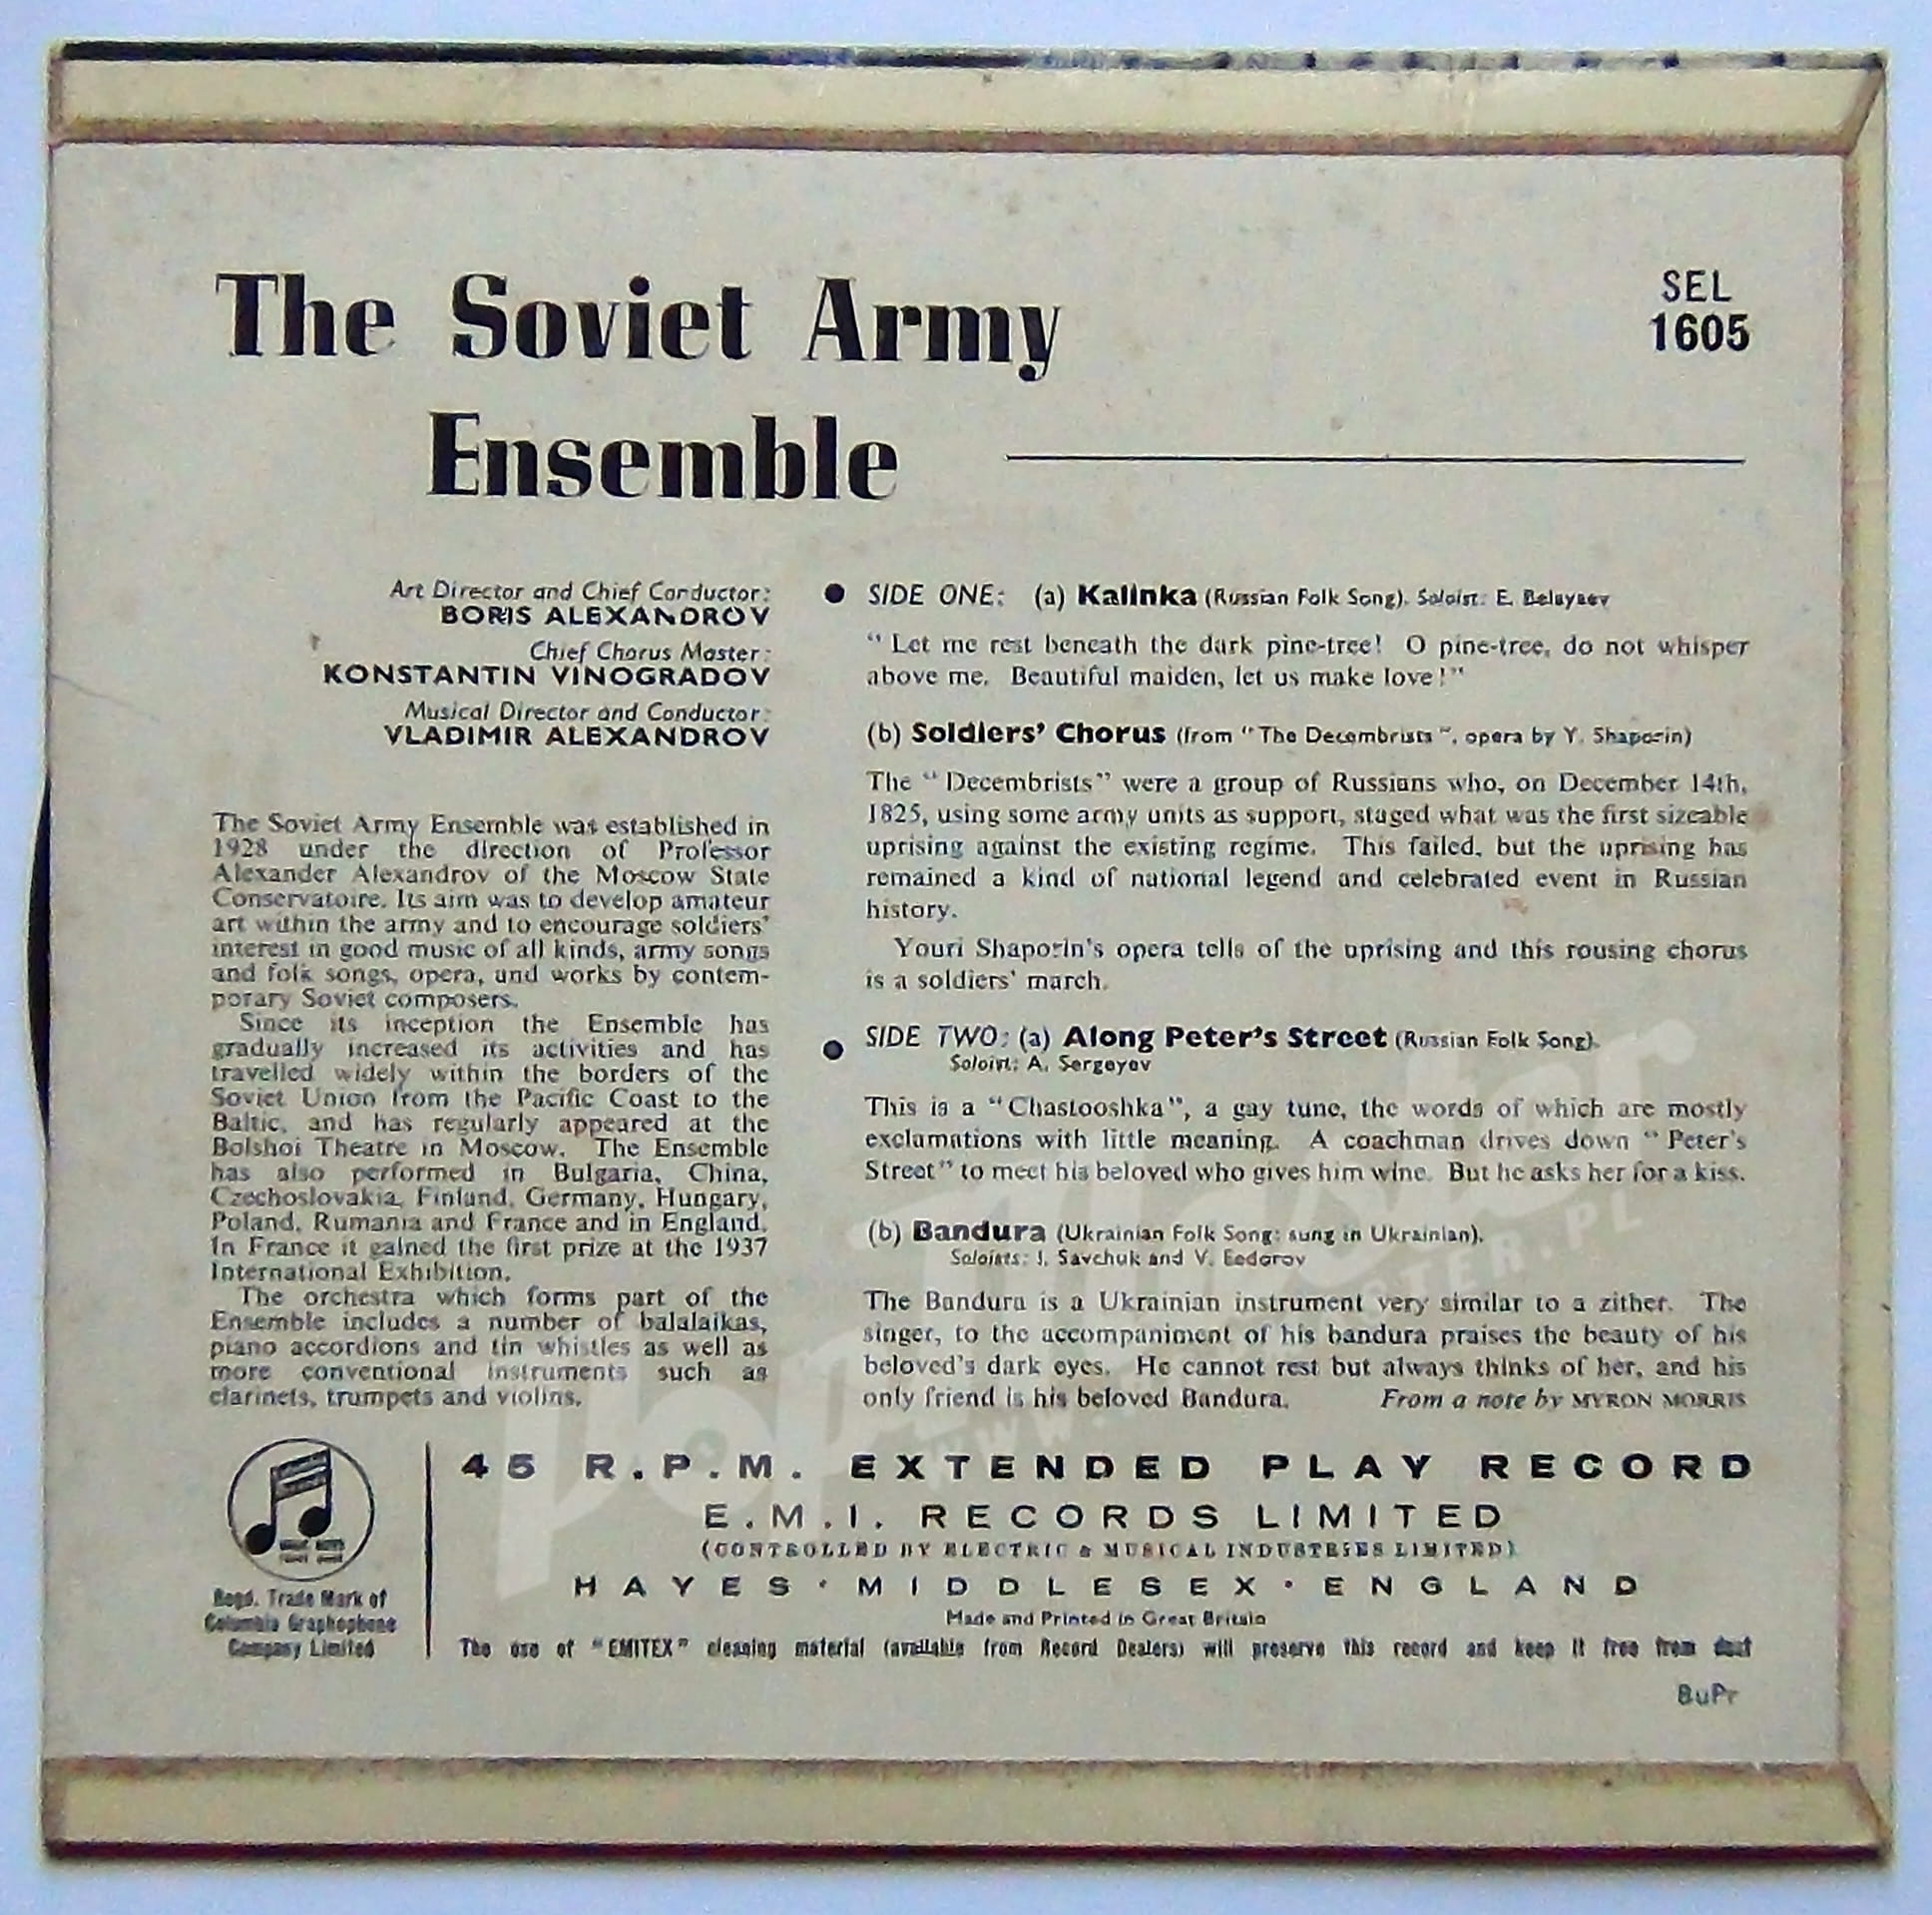 The Soviet Army
Ensemble
SEL
1605
Art Director and Chief Conductor:
BORIS ALEXANDROV
Chief Chorus Master:
KONSTANTIN VINOGRADOV
Musical Director and Conductor:
VLADIMIR ALEXANDROV
The Soviet Army Ensemble was established in
1928 under the direction of Professor
Alexander Alexandrov of the Moscow State
Conservatoire. Its aim was to develop amateur
art within the army and to encourage soldiers'
interest in good music of all kinds, army songs
and folk songs, opera, and works by contem-
porary Soviet composers.
Since its inception the Ensemble has
gradually increased its activities and has
travelled widely within the borders of the
Soviet Union from the Pacific Coast to the
Baltic, and has regularly appeared at the
Bolshoi Theatre in Moscow. The Ensemble
has also performed in Bulgaria, China,
Czechoslovakia, Finland, Germany, Hungary,
Poland, Rumania and France and in England.
In France it gained the first prize at the 1937
International Exhibition.
The orchestra which forms part of the
Ensemble includes a number of balalaikas,
piano accordions and tin whistles as well as
more conventional instruments such as
clarinets, trumpets and violins.
● SIDE ONE: (a) Kalinka (Russian Folk Song). Soloist: E. Belayaev
" Let me rest beneath the dark pine-tree! O pine-tree, do not whisper
above me. Beautiful maiden, let us make love!"
(b) Soldiers' Chorus (from "The Decembrists", opera by Y. Shaporin)
The "Decembrists" were a group of Russians who, on December 14th,
1825, using some army units as support, staged what was the first sizeable
uprising against the existing regime. This failed, but the uprising has
remained a kind of national legend and celebrated event in Russian
history.
Youri Shaporin's opera tells of the uprising and this rousing chorus
is a soldiers' march.
● SIDE TWO: (a) Along Peter's Street (Russian Folk Song).
Soloist: A. Sergeyev
This is a "Chastooshka", a gay tune, the words of which are mostly
exclamations with little meaning. A coachman drives down "Peter's
Street" to meet his beloved who gives him wine. But he asks her for a kiss.
(b) Bandura (Ukrainian Folk Song: sung in Ukrainian).
Soloists: I. Savchuk and V. Eedorov
The Bandura is a Ukrainian instrument very similar to a zither. The
singer, to the accompaniment of his bandura praises the beauty of his
beloved's dark eyes. He cannot rest but always thinks of her, and his
only friend is his beloved Bandura. From a note by MYRON MORRIS
MAGIC NOTES
Regd. Trade Mark of
Columbia Graphophone
Company Limited
45 R.P.M. EXTENDED PLAY RECORD
E.M.I. RECORDS LIMITED
(CONTROLLED BY ELECTRIC & MUSICAL INDUSTRIES LIMITED)
HAYES · MIDDLESEX · ENGLAND
Made and Printed in Great Britain
The use of "EMITEX" cleaning material (available from Record Dealers) will preserve this record and keep it free from dust
BuPr